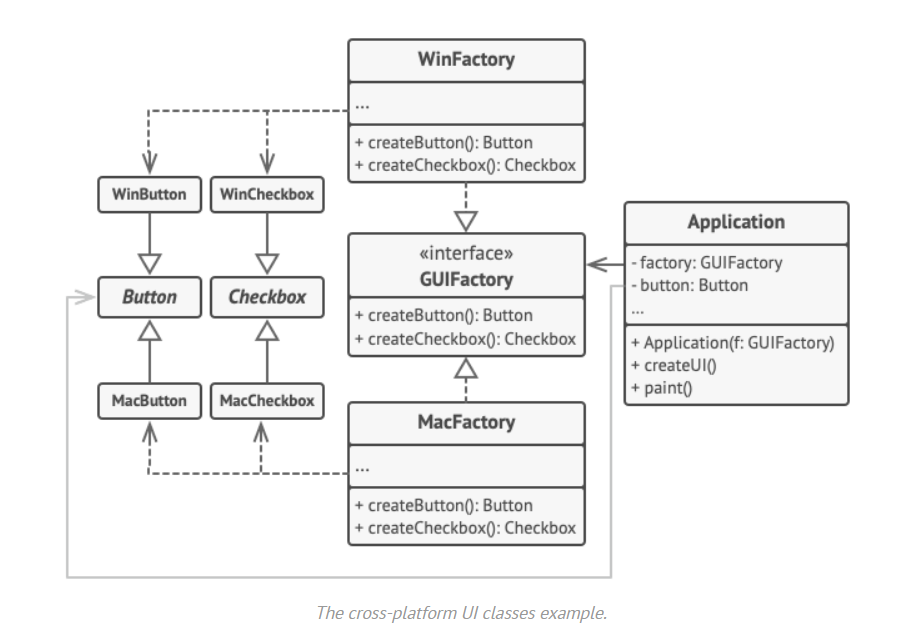 WinFactory
...
+ createButton(): Button
+ createCheckbox(): Checkbox
WinButton
WinCheckbox
Button
Checkbox
MacButton
MacCheckbox
«interface»
GUIFactory
+ createButton(): Button
+ createCheckbox(): Checkbox
MacFactory
...
+ createButton(): Button
+ createCheckbox(): Checkbox
Application
- factory: GUIFactory
- button: Button
...
+ Application(f: GUIFactory)
+ createUI()
+ paint()
The cross-platform UI classes example.